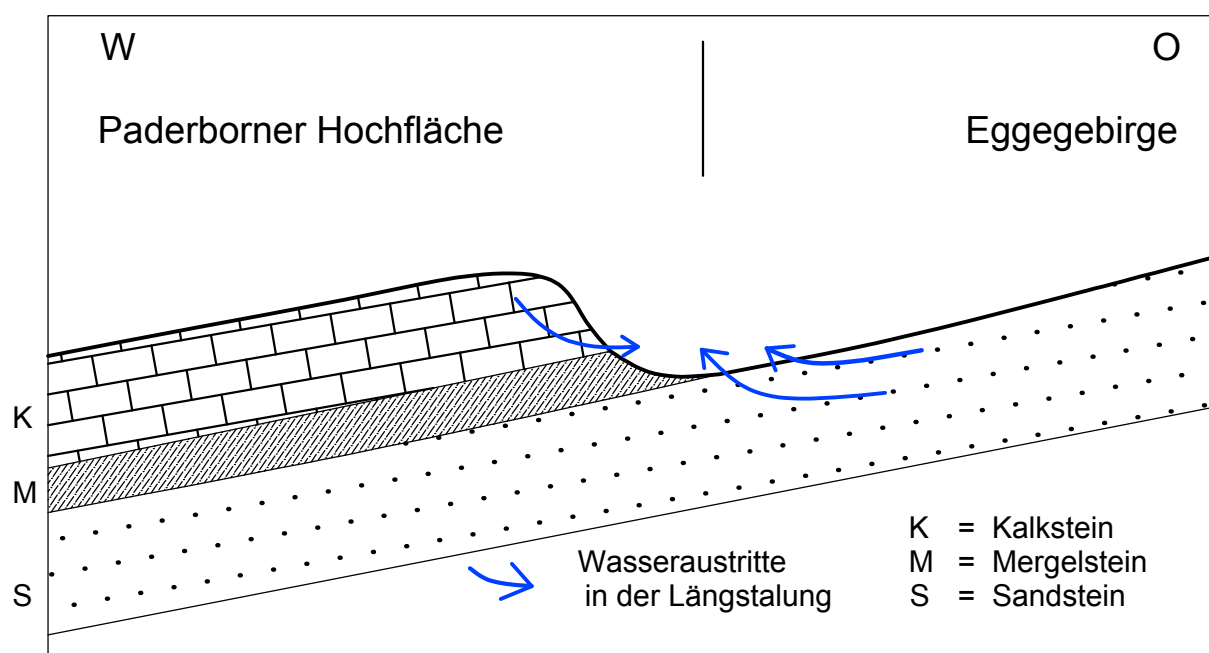 W
O
Paderborner Hochfläche
Eggegebirge
K
M
S
Wasseraustritte
in der Längstalung
K = Kalkstein
M = Mergelstein
S = Sandstein